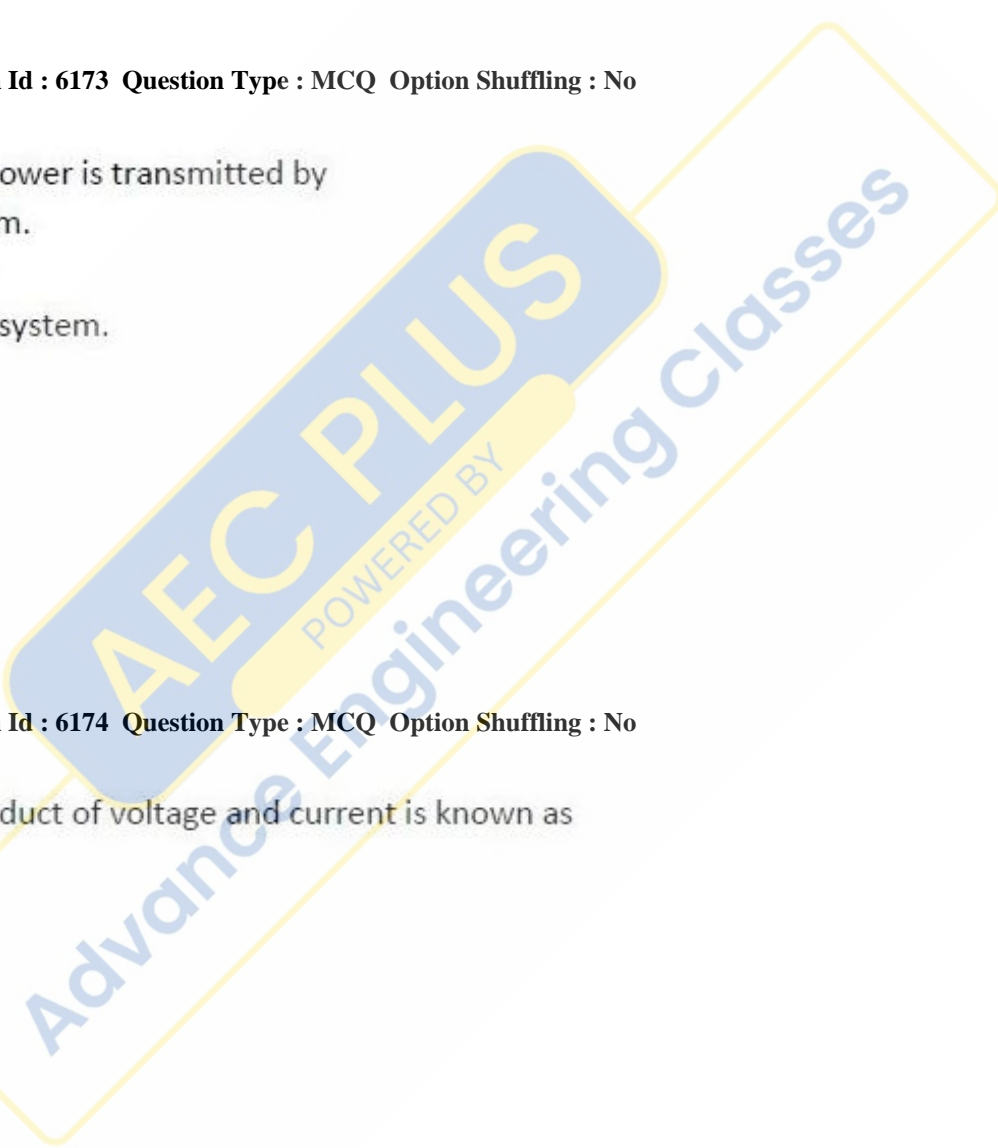 Id : 6173 Question Type : MCQ Option Shuffling : No
ower is transmitted by
m.
system.
AEC PLUS
POWERED BY
Advance Engineering Classes
Id : 6174 Question Type : MCQ Option Shuffling : No
duct of voltage and current is known as